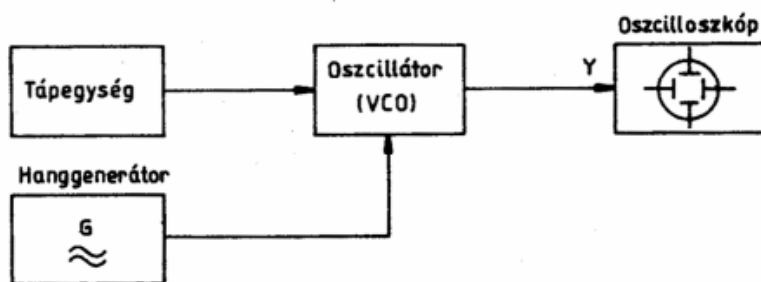 Oszcilloszkóp
Tápegység
Oszcillátor
(VCO)
Y
Hanggenerátor
G